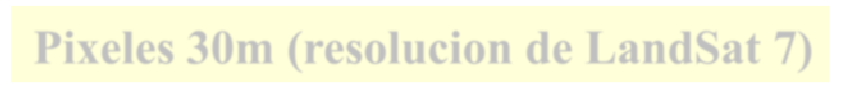 Pixeles 30m (resolucion de LandSat 7)